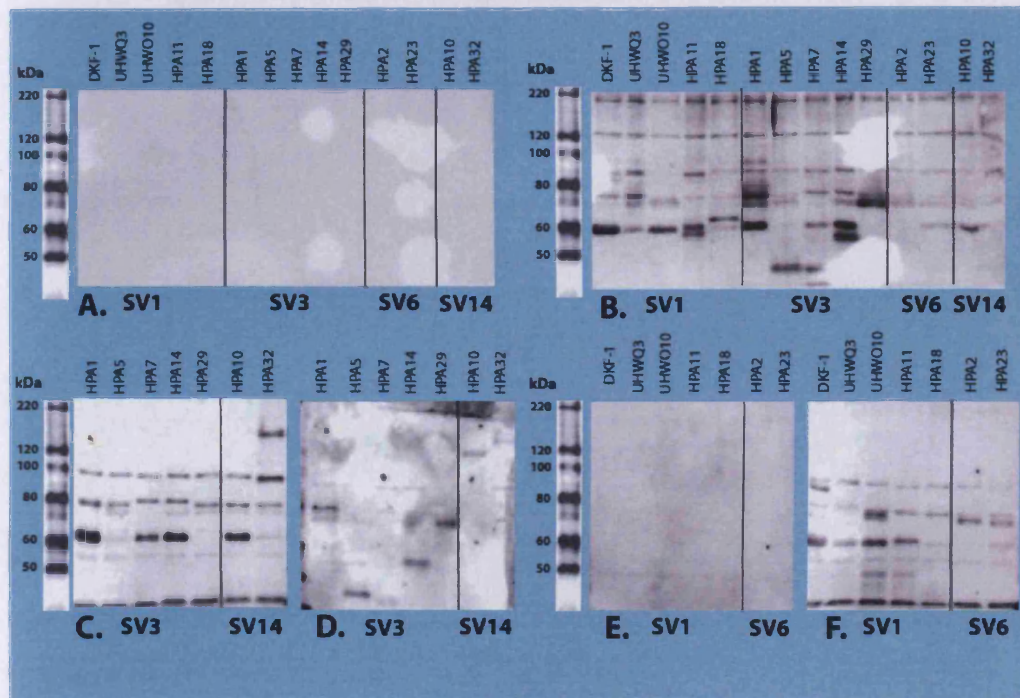 DKF-1 UHWQ3 UHWO10 HPA11 HPA18 HPA1 HPA5 HPA7 HPA14 HPA29 HPA2 HPA23 HPA10 HPA32
kDa
220
120
100
80
60
50
A. SV1 SV3 SV6 SV14
DKF-1 UHWQ3 UHWO10 HPA11 HPA18 HPA1 HPA5 HPA7 HPA14 HPA29 HPA2 HPA23 HPA10 HPA32
kDa
220
120
100
80
60
50
B. SV1 SV3 SV6 SV14
HPA1 HPA5 HPA7 HPA14 HPA29 HPA10 HPA32
kDa
220
120
100
80
60
50
C. SV3 SV14
HPA1 HPA5 HPA7 HPA14 HPA29 HPA10 HPA32
D. SV3 SV14
DKF-1 UHWQ3 UHWO10 HPA11 HPA18 HPA2 HPA23
kDa
220
120
100
80
60
50
E. SV1 SV6
DKF-1 UHWQ3 UHWO10 HPA11 HPA18 HPA2 HPA23
F. SV1 SV6